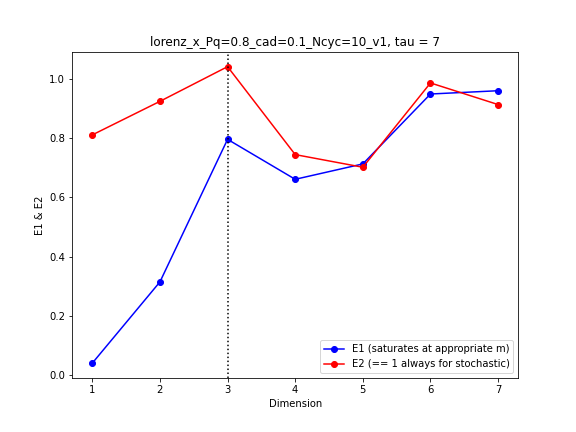 lorenz_x_Pq=0.8_cad=0.1_Ncyc=10_v1, tau = 7
1.0
0.8
0.6
0.4
0.2
0.0
E1 & E2
E1 (saturates at appropriate m)
E2 (== 1 always for stochastic)
1 2 3 4 5 6 7
Dimension